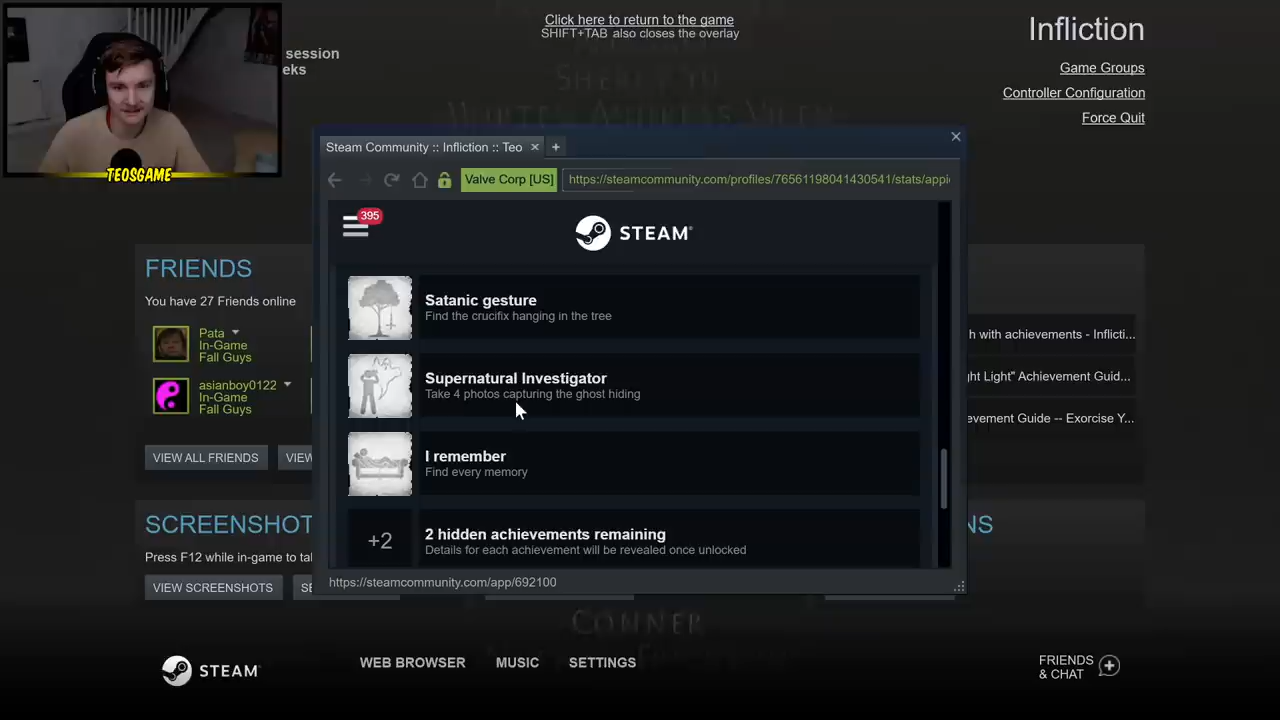 Click here to return to the game
SHIFT+TAB also closes the overlay
Infliction
Game Groups
Controller Configuration
Force Quit
session
eeks
TEOSGAME
Steam Community :: Infliction :: Teo
Valve Corp [US]
https://steamcommunity.com/profiles/76561198041430541/stats/appi
395
STEAM
FRIENDS
You have 27 Friends online
Pata
In-Game
Fall Guys
asianboy0122
In-Game
Fall Guys
VIEW ALL FRIENDS
VIEW
Satanic gesture
Find the crucifix hanging in the tree
Supernatural Investigator
Take 4 photos capturing the ghost hiding
I remember
Find every memory
+2
2 hidden achievements remaining
Details for each achievement will be revealed once unlocked
https://steamcommunity.com/app/692100
h with achievements - Inflicti...
ght Light" Achievement Guid...
evement Guide -- Exorcise Y...
SCREENSHOT
NS
Press F12 while in-game to tak
VIEW SCREENSHOTS
SE
CONNER
STEAM
WEB BROWSER
MUSIC
SETTINGS
FRIENDS
& CHAT